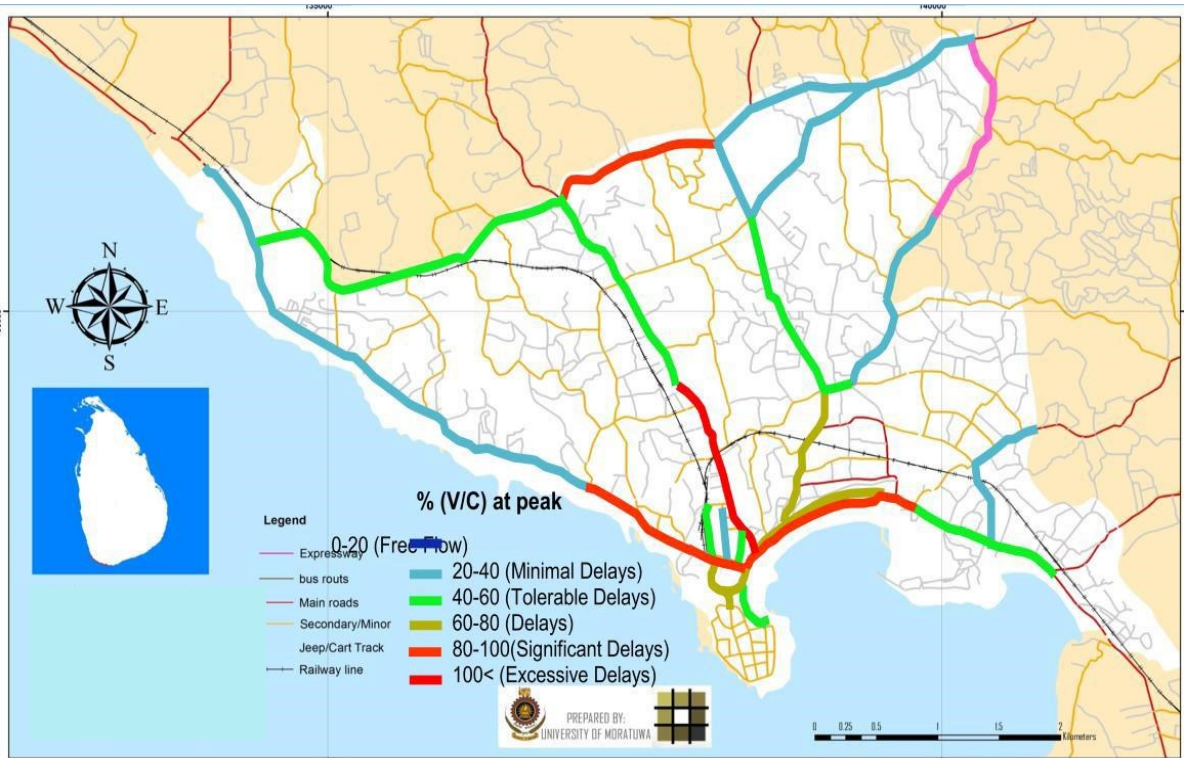 140000
N
W E
S
% (V/C) at peak
Legend
0-20 (Free Flow)
Expressway
20-40 (Minimal Delays)
bus routs
40-60 (Tolerable Delays)
Main roads
60-80 (Delays)
Secondary/Minor
80-100(Significant Delays)
Jeep/Cart Track
100< (Excessive Delays)
Railway line
PREPARED BY:
UNIVERSITY OF MORATUWA
0 0.25 0.5 1 1.5 2
Kilometers